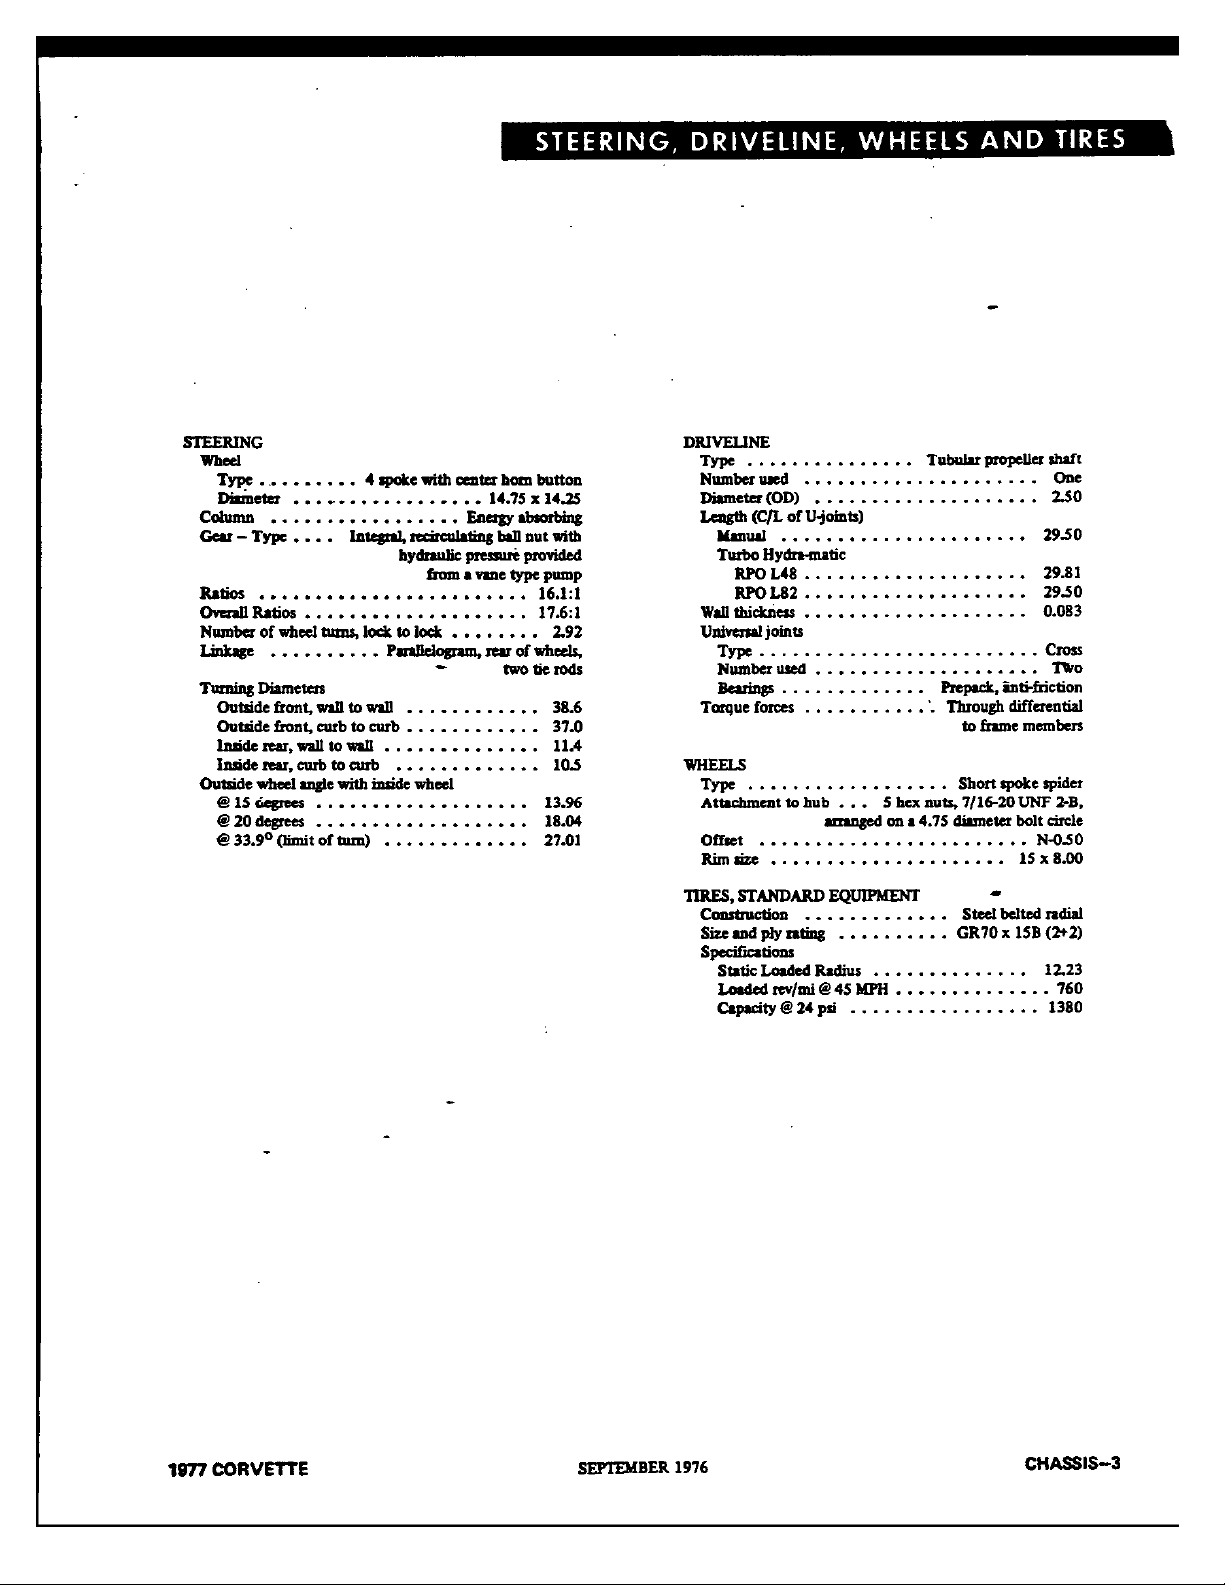 STEERING, DRIVELINE, WHEELS AND TIRES
STEERING
Wheel
Type . . . . . . . . . 4 spoke with center horn button
Diameter . . . . . . . . . . . . . . . . . 14.75 x 14.25
Column . . . . . . . . . . . . . . . . . Energy absorbing
Gear – Type . . . . Integral, recirculating ball nut with
hydraulic pressure provided
from a vane type pump
Ratios . . . . . . . . . . . . . . . . . . . . . . . . 16.1:1
Overall Ratios . . . . . . . . . . . . . . . . . . . . 17.6:1
Number of wheel turns, lock to lock . . . . . . . . 2.92
Linkage . . . . . . . . . . Parallelogram, rear of wheels,
two tie rods
Turning Diameters
Outside front, wall to wall . . . . . . . . . . . . 38.6
Outside front, curb to curb . . . . . . . . . . . . 37.0
Inside rear, wall to wall . . . . . . . . . . . . . . 11.4
Inside rear, curb to curb . . . . . . . . . . . . . 10.5
Outside wheel angle with inside wheel
@ 15 degrees . . . . . . . . . . . . . . . . . . . 13.96
@ 20 degrees . . . . . . . . . . . . . . . . . . . 18.04
@ 33.9° (limit of turn) . . . . . . . . . . . . . 27.01
DRIVELINE
Type . . . . . . . . . . . . . . . Tubular propeller shaft
Number used . . . . . . . . . . . . . . . . . . . . . One
Diameter (OD) . . . . . . . . . . . . . . . . . . . . 2.50
Length (C/L of U-joints)
Manual . . . . . . . . . . . . . . . . . . . . . . 29.50
Turbo Hydra-matic
RPO L48 . . . . . . . . . . . . . . . . . . . . 29.81
RPO L82 . . . . . . . . . . . . . . . . . . . . 29.50
Wall thickness . . . . . . . . . . . . . . . . . . . . 0.083
Universal joints
Type . . . . . . . . . . . . . . . . . . . . . . . . . Cross
Number used . . . . . . . . . . . . . . . . . . . . Two
Bearings . . . . . . . . . . . . . Prepack, anti-friction
Torque forces . . . . . . . . . . . . Through differential
to frame members
WHEELS
Type . . . . . . . . . . . . . . . . . . Short spoke spider
Attachment to hub . . . 5 hex nuts, 7/16-20 UNF 2-B,
arranged on a 4.75 diameter bolt circle
Offset . . . . . . . . . . . . . . . . . . . . . . . . N-0.50
Rim size . . . . . . . . . . . . . . . . . . . . . 15 x 8.00
TIRES, STANDARD EQUIPMENT
Construction . . . . . . . . . . . . . Steel belted radial
Size and ply rating . . . . . . . . . . GR70 x 15B (2+2)
Specifications
Static Loaded Radius . . . . . . . . . . . . . . 12.23
Loaded rev/mi @ 45 MPH . . . . . . . . . . . . . . 760
Capacity @ 24 psi . . . . . . . . . . . . . . . . . 1380
1977 CORVETTE
SEPTEMBER 1976
CHASSIS–3